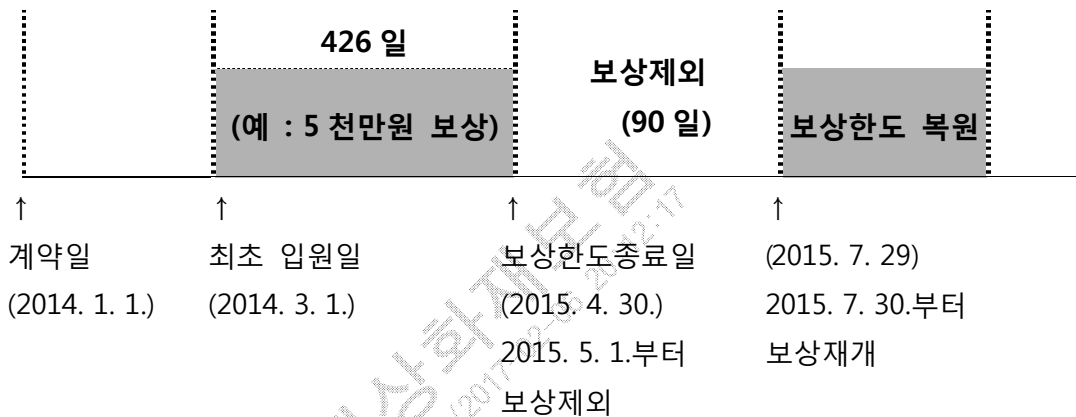 426 일
보상제외
(90 일)
(예 : 5 천만원 보상)
보상한도 복원
↑ ↑ ↑ ↑
계약일 최초 입원일 보상한도종료일 (2015. 7. 29)
(2014. 1. 1.) (2014. 3. 1.) (2015. 4. 30.) 2015. 7. 30.부터
2015. 5. 1.부터 보상재개
보상제외